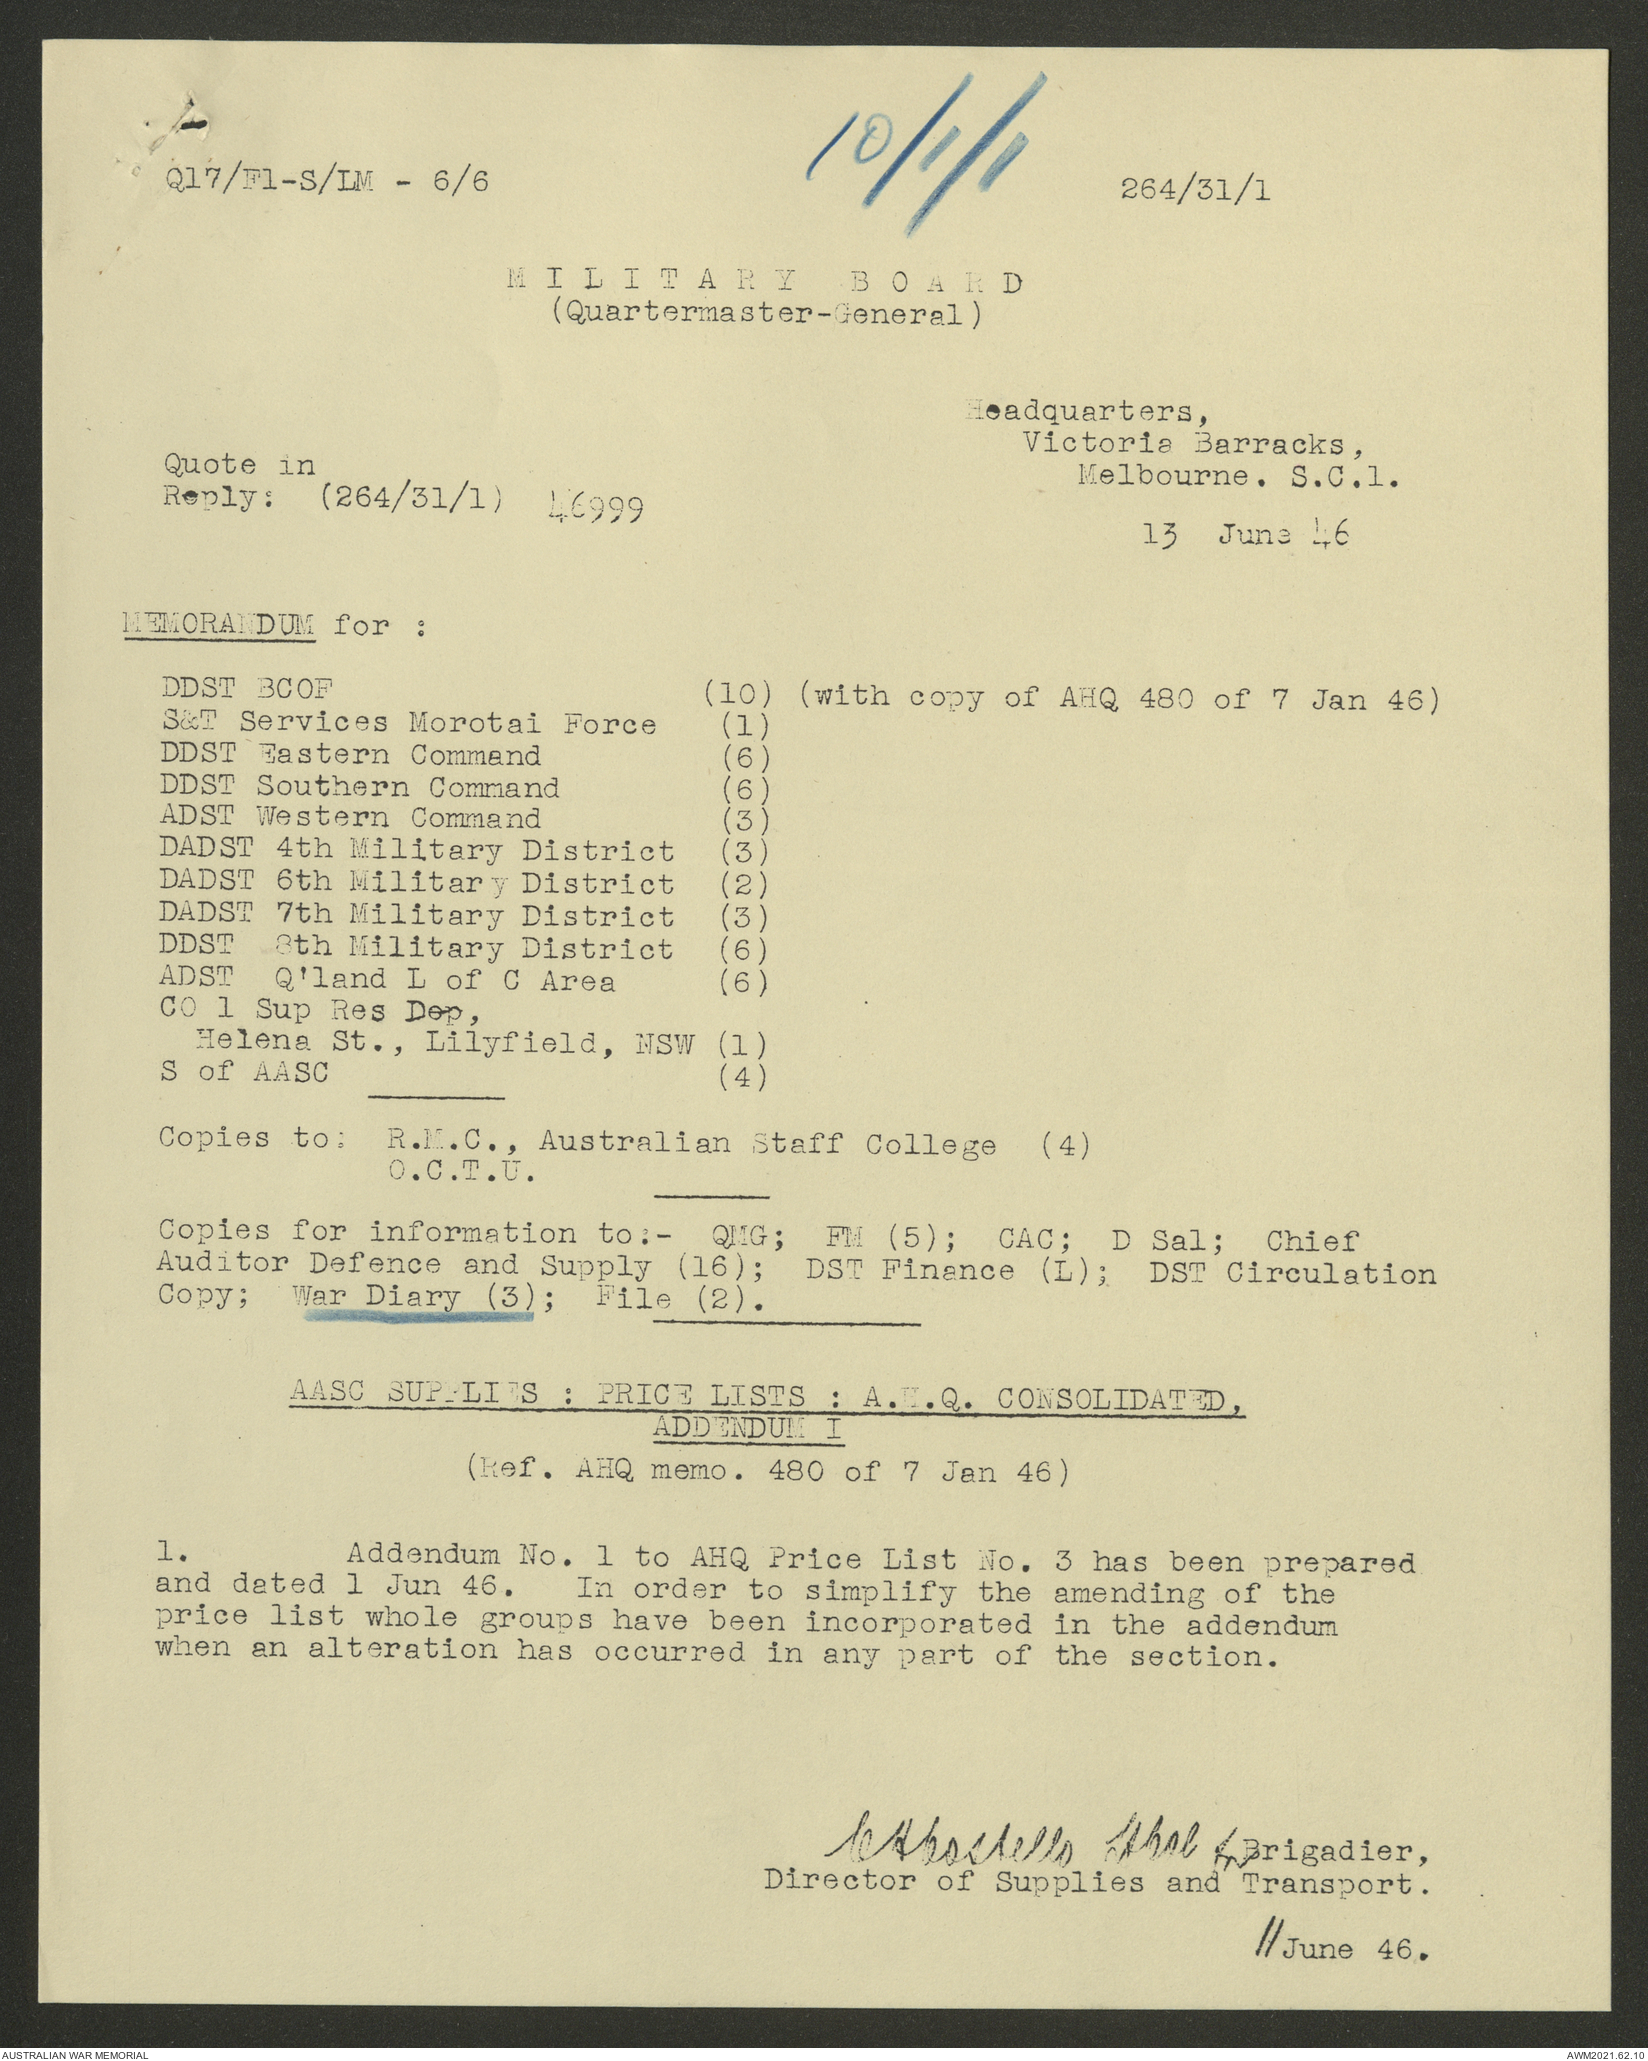 10/1/1
Q17/F1-S/LM - 6/6
264/31/1
MILITARY BOARD
(Quartermaster-General)
Headquarters,
Victoria Barracks,
Melbourne. S.C.1.
Quote in
Reply: (264/31/1) 46999
13 June 46
MEMORANDUM for :
DDST BCOF (10) (with copy of AHQ 480 of 7 Jan 46)
S&T Services Morotai Force (1)
DDST Eastern Command (6)
DDST Southern Command (6)
ADST Western Command (3)
DADST 4th Military District (3)
DADST 6th Military District (2)
DADST 7th Military District (3)
DDST 8th Military District (6)
ADST Q'land L of C Area (6)
CO 1 Sup Res Dep,
Helena St., Lilyfield, NSW (1)
S of AASC (4)
Copies to: R.M.C., Australian Staff College (4)
O.C.T.U.
Copies for information to:- QMG; FM (5); CAC; D Sal; Chief
Auditor Defence and Supply (16); DST Finance (L); DST Circulation
Copy; War Diary (3); File (2).
AASC SUPPLIES : PRICE LISTS : A.H.Q. CONSOLIDATED,
ADDENDUM I
(Ref. AHQ memo. 480 of 7 Jan 46)
1. Addendum No. 1 to AHQ Price List No. 3 has been prepared
and dated 1 Jun 46. In order to simplify the amending of the
price list whole groups have been incorporated in the addendum
when an alteration has occurred in any part of the section.
Costello Lt Col for Brigadier,
Director of Supplies and Transport.
11 June 46.
AUSTRALIAN WAR MEMORIAL
AWM2021.62.10